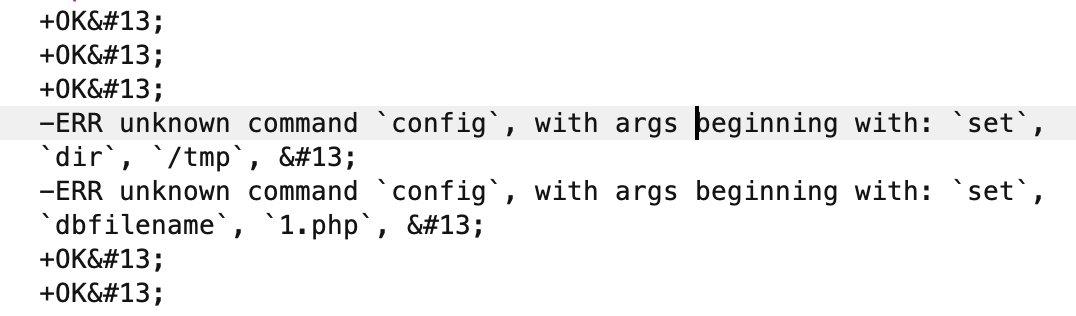 +OK&#13;
+OK&#13;
+OK&#13;
-ERR unknown command `config`, with args beginning with: `set`,
`dir`, `/tmp`, &#13;
-ERR unknown command `config`, with args beginning with: `set`,
`dbfilename`, `1.php`, &#13;
+OK&#13;
+OK&#13;